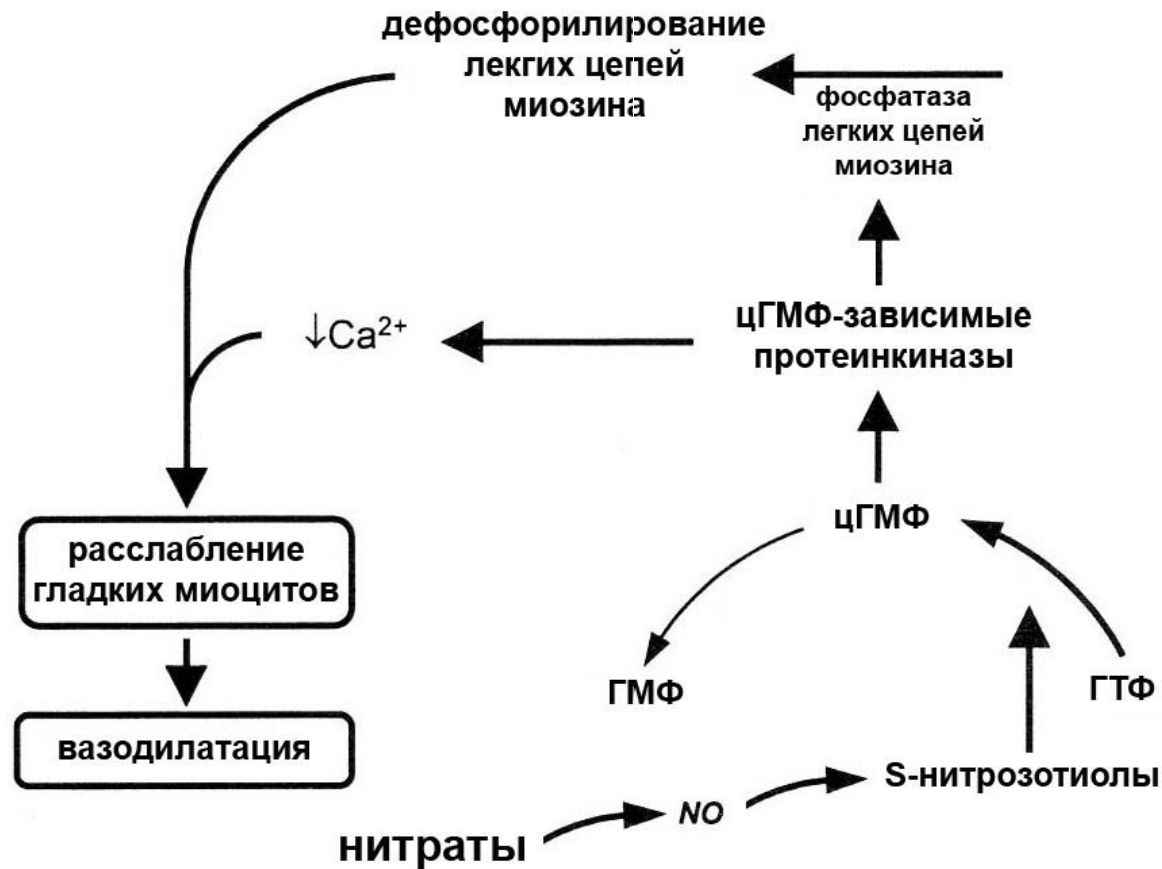 дефосфорилирование
лекгих цепей
миозина
фосфатаза
легких цепей
миозина
↓Ca²⁺
цГМФ-зависимые
протеинкиназы
цГМФ
расслабление
гладких миоцитов
ГМФ
ГТФ
вазодилатация
S-нитрозотиолы
NO
нитраты